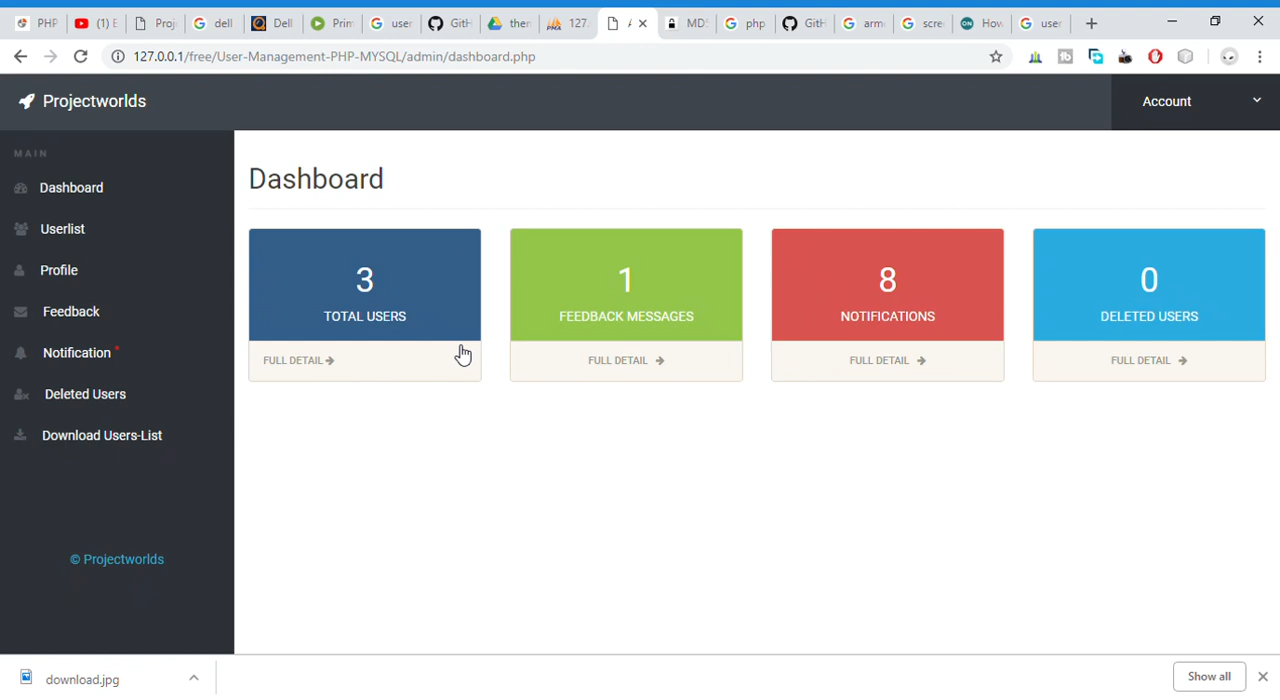 PHP (1) E Proj dell Dell Prim user GitH then 127. MD5 php GitH arm scre How user
127.0.0.1/free/User-Management-PHP-MYSQL/admin/dashboard.php
Projectworlds
Account
MAIN
Dashboard
Userlist
Profile
Feedback
Notification *
Deleted Users
Download Users-List
© Projectworlds
Dashboard
3
TOTAL USERS
FULL DETAIL
1
FEEDBACK MESSAGES
FULL DETAIL
8
NOTIFICATIONS
FULL DETAIL
0
DELETED USERS
FULL DETAIL
download.jpg
Show all